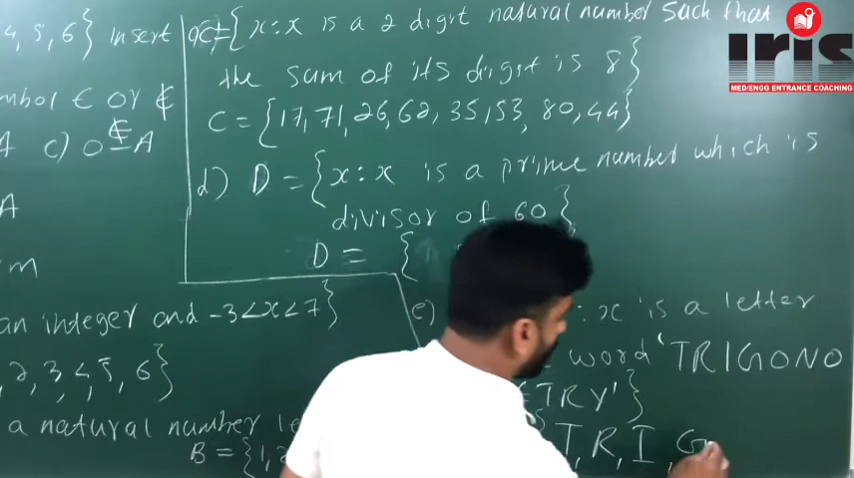 4, 5, 6} insert
∈ or ∉
c) 0 ∉ A
A
an integer and -3<x<7}
2, 3, 4, 5, 6}
a natural number
B = {1, 2
{x : x is a 2 digit natural number such that
the sum of its digit is 8}
C = {17, 71, 26, 62, 35, 53, 80, 44}
d) D = {x : x is a prime number which is
divisor of 60}
D = {
e) : x is a letter
word 'TRIGONO
TRY'}
T, R, I, G
IRIS
MED/ENGG ENTRANCE COACHING